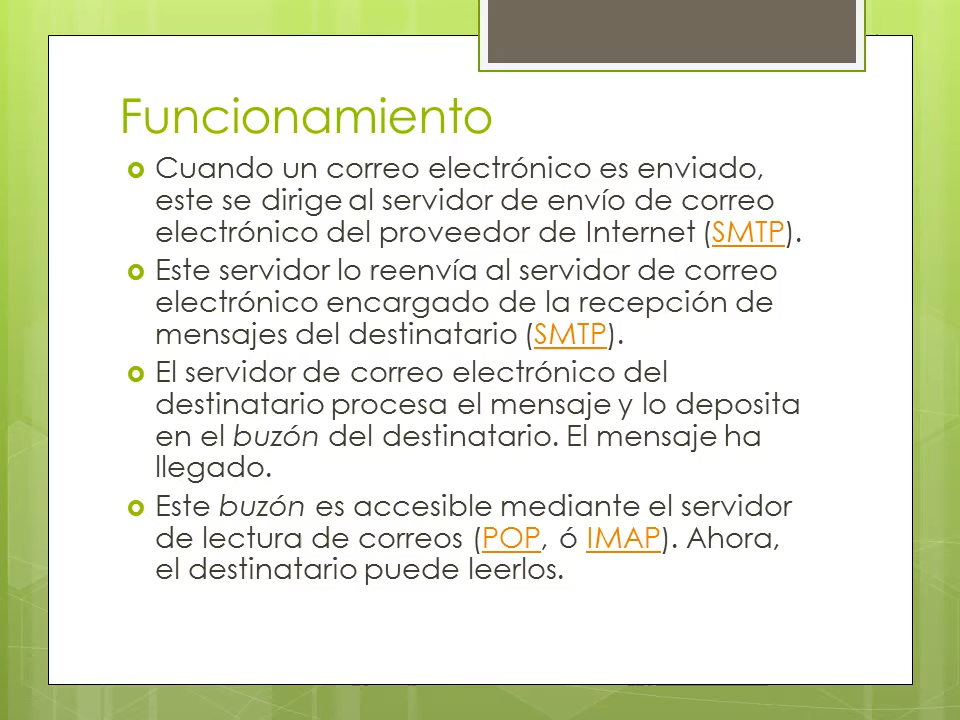 Funcionamiento
Cuando un correo electrónico es enviado,
este se dirige al servidor de envío de correo
electrónico del proveedor de Internet (SMTP).
Este servidor lo reenvía al servidor de correo
electrónico encargado de la recepción de
mensajes del destinatario (SMTP).
El servidor de correo electrónico del
destinatario procesa el mensaje y lo deposita
en el buzón del destinatario. El mensaje ha
llegado.
Este buzón es accesible mediante el servidor
de lectura de correos (POP, ó IMAP). Ahora,
el destinatario puede leerlos.